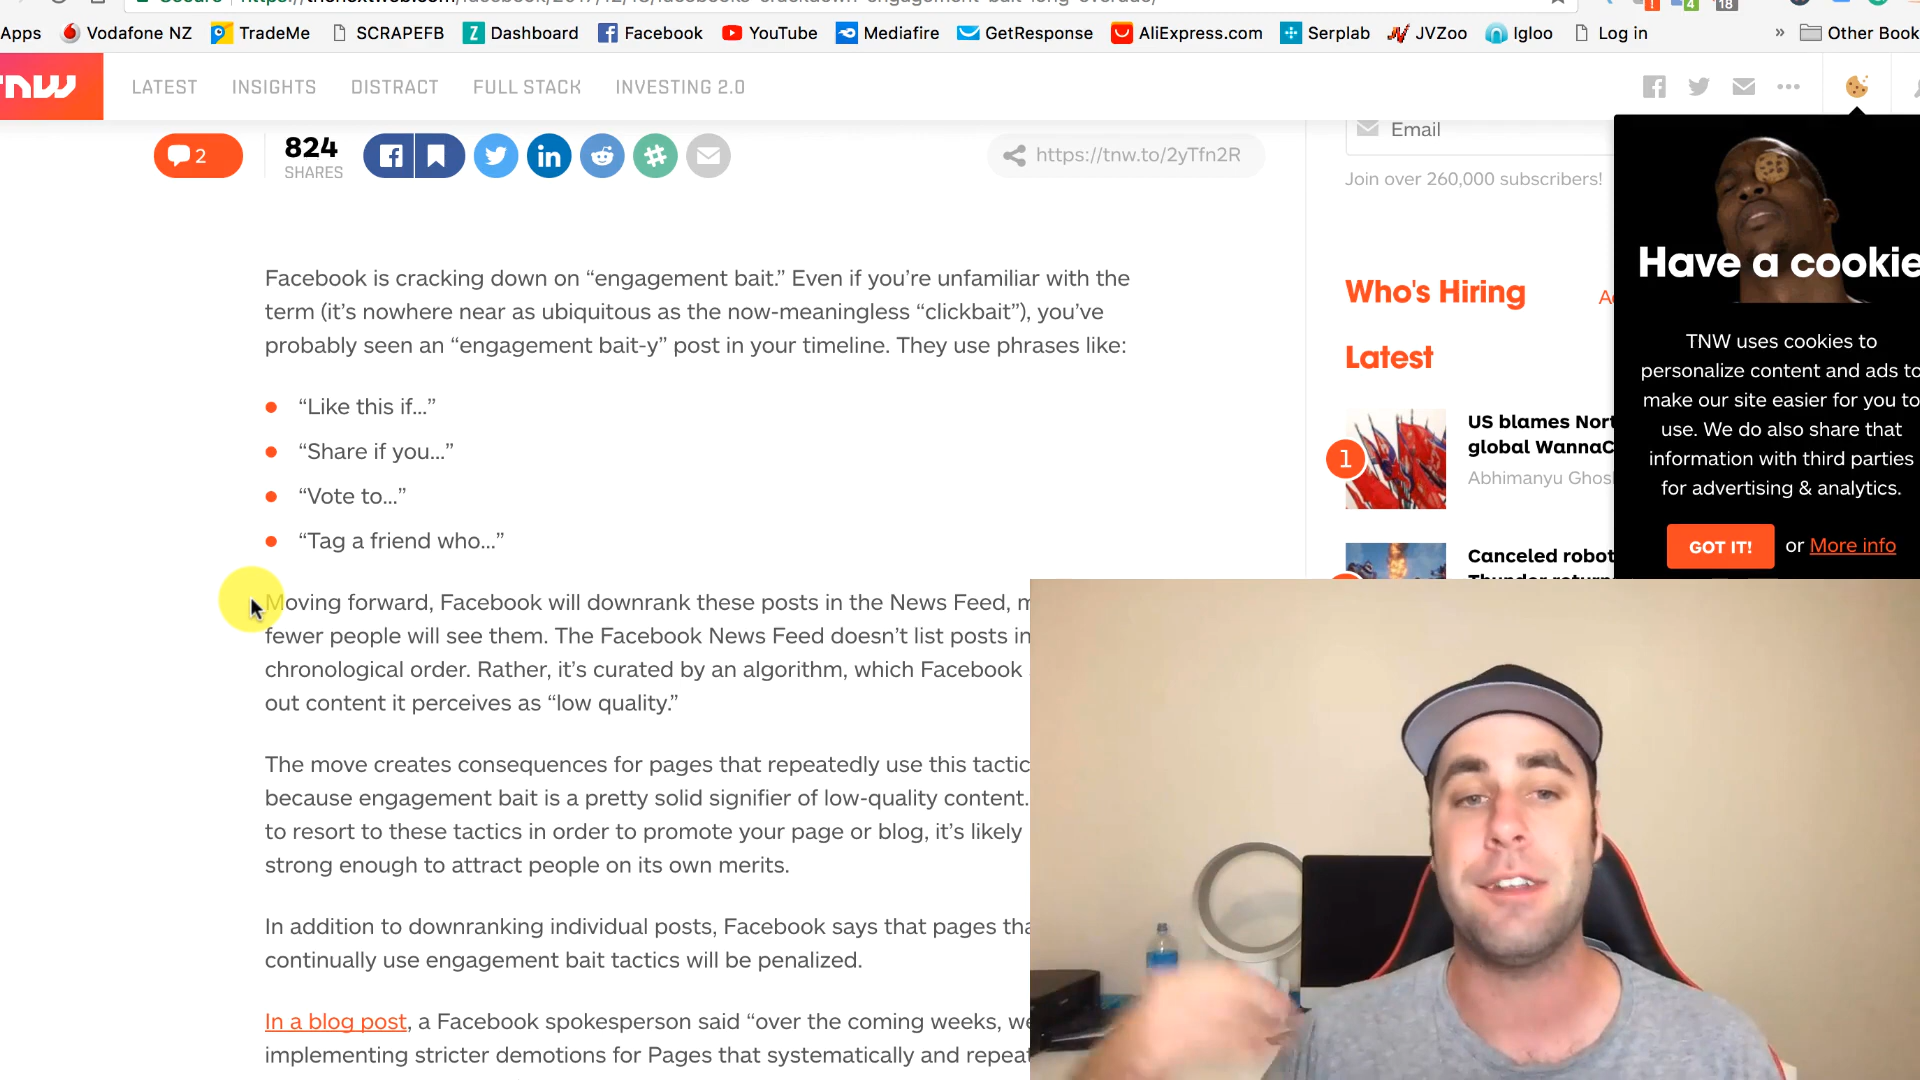 Apps
Vodafone NZ
TradeMe
SCRAPEFB
Dashboard
Facebook
YouTube
Mediafire
GetResponse
AliExpress.com
Serplab
JVZoo
Igloo
Log in
»
Other Book
TNW
LATEST
INSIGHTS
DISTRACT
FULL STACK
INVESTING 2.0
2
824
SHARES
https://tnw.to/2yTfn2R
Email
Join over 260,000 subscribers!
Facebook is cracking down on “engagement bait.” Even if you’re unfamiliar with the
term (it’s nowhere near as ubiquitous as the now-meaningless “clickbait”), you’ve
probably seen an “engagement bait-y” post in your timeline. They use phrases like:
“Like this if...”
“Share if you...”
“Vote to...”
“Tag a friend who...”
Moving forward, Facebook will downrank these posts in the News Feed, m
fewer people will see them. The Facebook News Feed doesn’t list posts in
chronological order. Rather, it’s curated by an algorithm, which Facebook
out content it perceives as “low quality.”
The move creates consequences for pages that repeatedly use this tactic
because engagement bait is a pretty solid signifier of low-quality content.
to resort to these tactics in order to promote your page or blog, it’s likely
strong enough to attract people on its own merits.
In addition to downranking individual posts, Facebook says that pages tha
continually use engagement bait tactics will be penalized.
In a blog post, a Facebook spokesperson said “over the coming weeks, we
implementing stricter demotions for Pages that systematically and repea
Who's Hiring
Latest
1
US blames Nort
global WannaC
Abhimanyu Ghosh
Canceled robot
Have a cookie
TNW uses cookies to
personalize content and ads to
make our site easier for you to
use. We do also share that
information with third parties
for advertising & analytics.
GOT IT! or More info